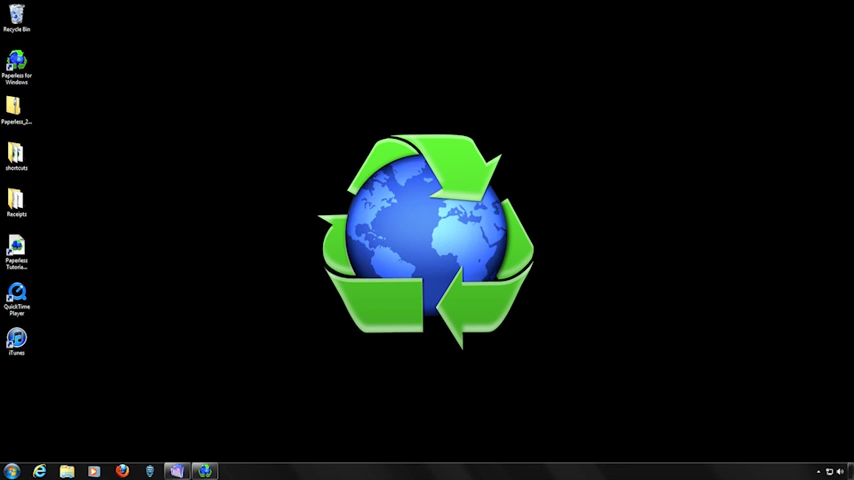 Recycle Bin
Paperless for
Windows
Paperless_2...
shortcuts
Receipts
Paperless
Tutoria...
QuickTime
Player
iTunes